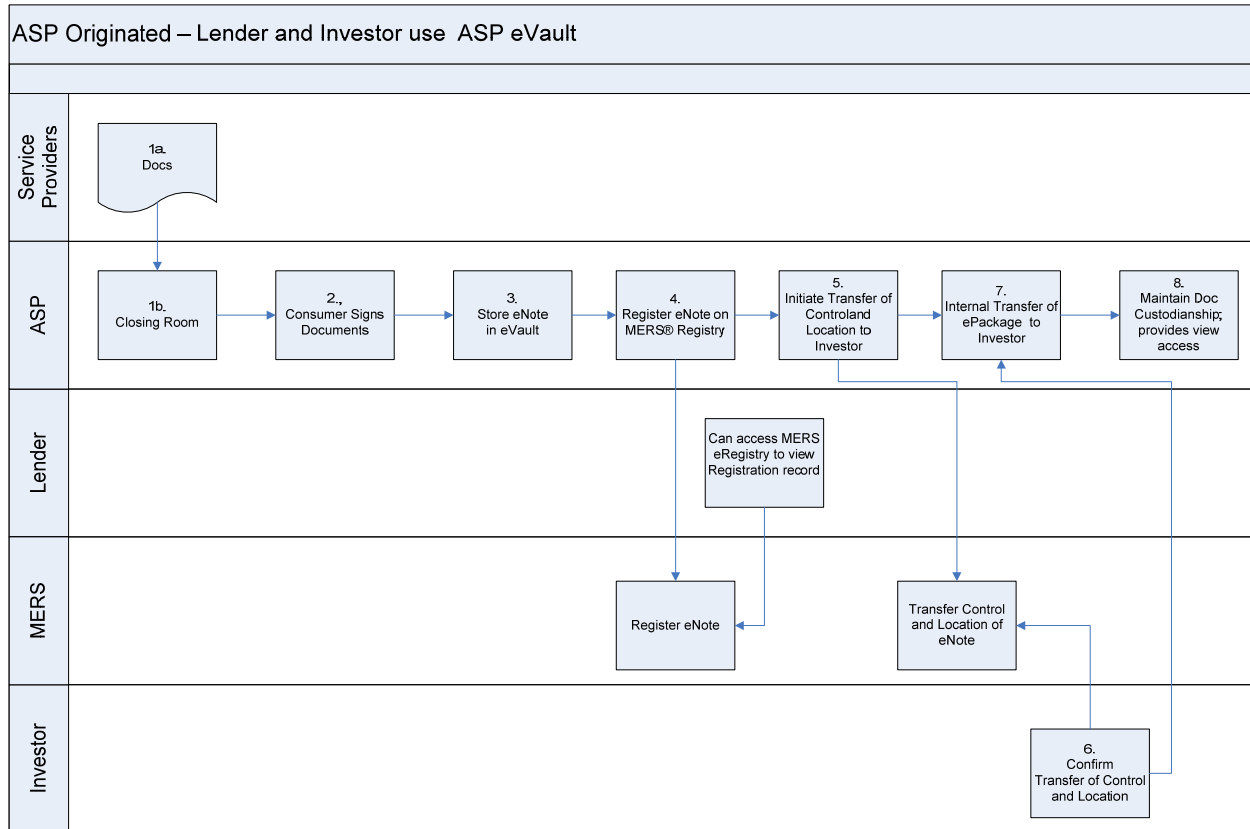 ASP Originated – Lender and Investor use ASP eVault
Service
Providers
1a.
Docs
ASP
1b.
Closing Room
2.,
Consumer Signs
Documents
3.
Store eNote
in eVault
4.
Register eNote on
MERS® Registry
5.
Initiate Transfer of
Controland
Location to
Investor
7.
Internal Transfer of
ePackage to
Investor
8.
Maintain Doc
Custodianship;
provides view
access
Lender
Can access MERS
eRegistry to view
Registration record
MERS
Register eNote
Transfer Control
and Location of
eNote
Investor
6.
Confirm
Transfer of Control
and Location